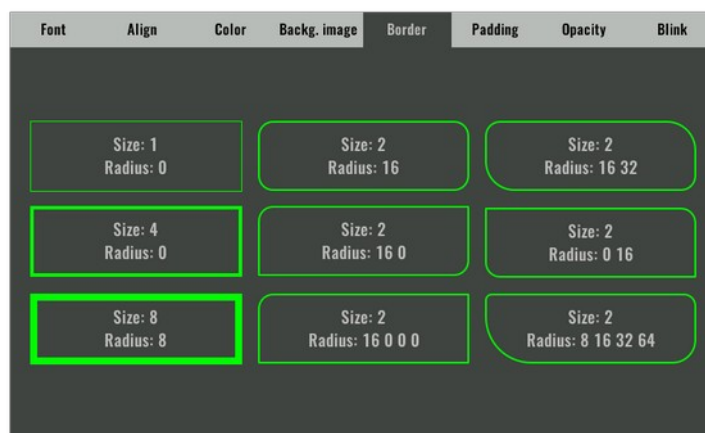 Font Align Color Backg. image Border Padding Opacity Blink
Size: 1
Radius: 0
Size: 2
Radius: 16
Size: 2
Radius: 16 32
Size: 4
Radius: 0
Size: 2
Radius: 16 0
Size: 2
Radius: 0 16
Size: 8
Radius: 8
Size: 2
Radius: 16 0 0 0
Size: 2
Radius: 8 16 32 64